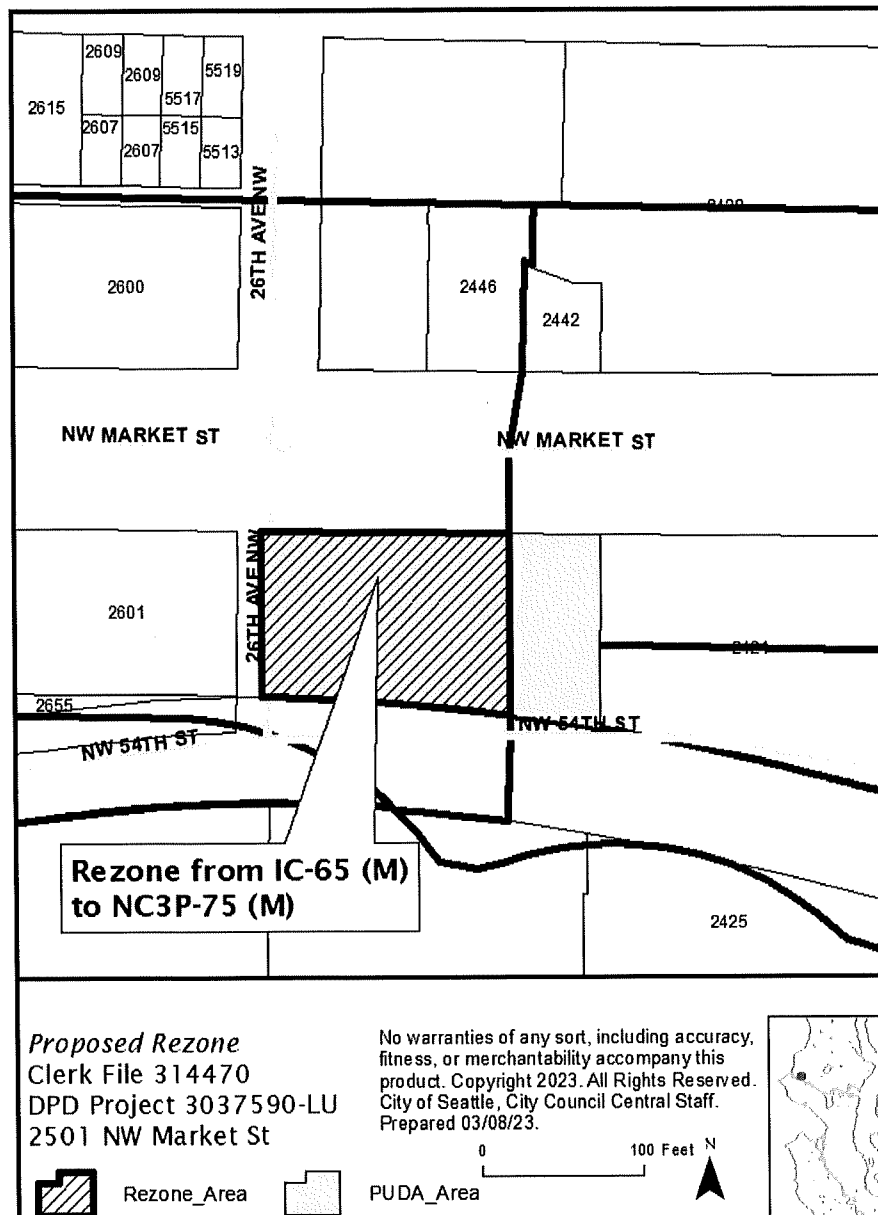 2609
5519
2609
2615
5517
2607
5515
2607
5513
26TH AVE NW
2600
2446
2442
NW MARKET ST
NW MARKET ST
26TH AVE NW
2601
2655
NW 54TH ST
NW 54TH ST
Rezone from IC-65 (M)
to NC3P-75 (M)
2425
Proposed Rezone
Clerk File 314470
DPD Project 3037590-LU
2501 NW Market St
No warranties of any sort, including accuracy,
fitness, or merchantability accompany this
product. Copyright 2023. All Rights Reserved.
City of Seattle, City Council Central Staff.
Prepared 03/08/23.
0 100 Feet N
Rezone_Area
PUDA_Area